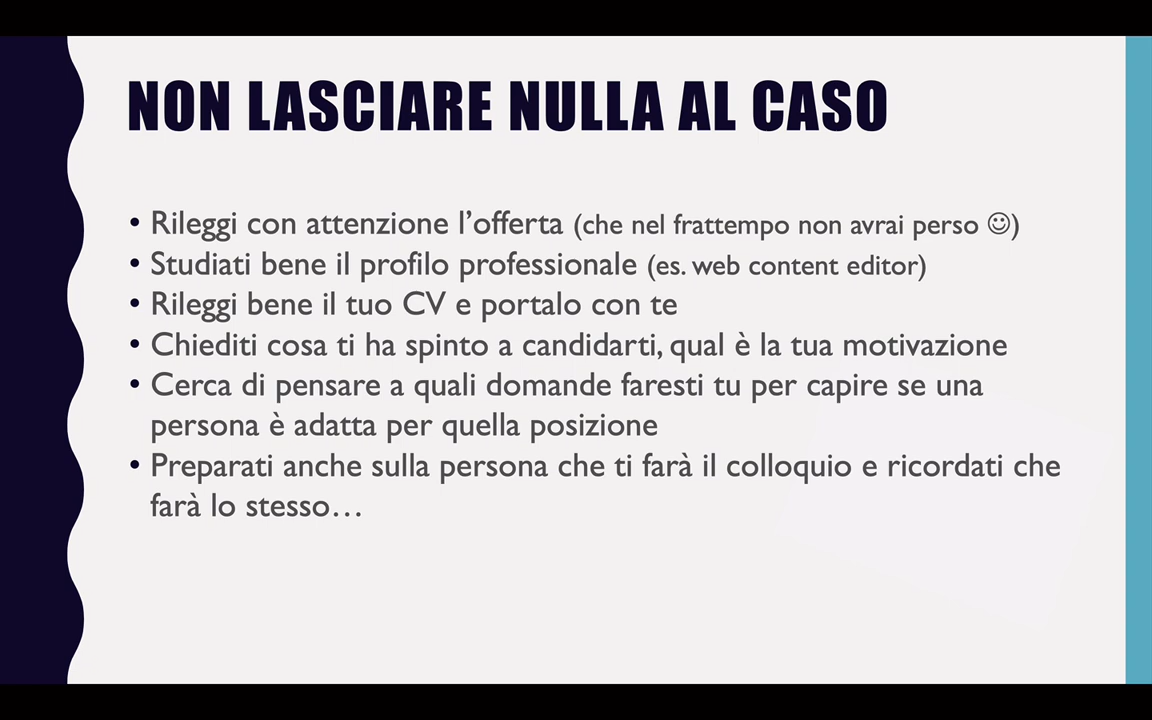 NON LASCIARE NULLA AL CASO
• Rileggi con attenzione l’offerta (che nel frattempo non avrai perso ☺)
• Studiati bene il profilo professionale (es. web content editor)
• Rileggi bene il tuo CV e portalo con te
• Chiediti cosa ti ha spinto a candidarti, qual è la tua motivazione
• Cerca di pensare a quali domande faresti tu per capire se una
persona è adatta per quella posizione
• Preparati anche sulla persona che ti farà il colloquio e ricordati che
farà lo stesso…